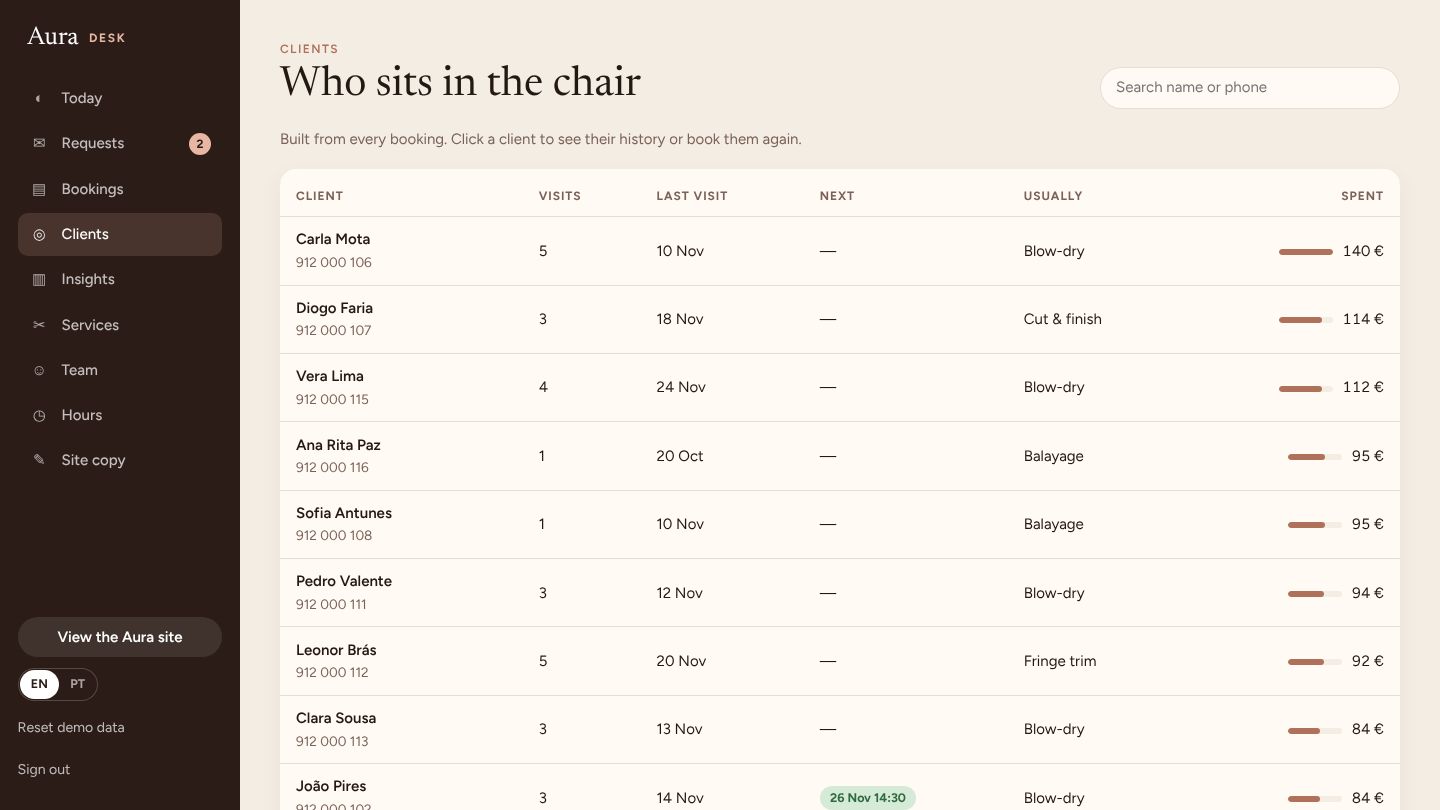 Aura DESK
Today
Requests 2
Bookings
Clients
Insights
Services
Team
Hours
Site copy
View the Aura site
EN PT
Reset demo data
Sign out
CLIENTS
Who sits in the chair
Search name or phone
Built from every booking. Click a client to see their history or book them again.
CLIENT VISITS LAST VISIT NEXT USUALLY SPENT
Carla Mota
912 000 106
5 10 Nov — Blow-dry 140 €
Diogo Faria
912 000 107
3 18 Nov — Cut & finish 114 €
Vera Lima
912 000 115
4 24 Nov — Blow-dry 112 €
Ana Rita Paz
912 000 116
1 20 Oct — Balayage 95 €
Sofia Antunes
912 000 108
1 10 Nov — Balayage 95 €
Pedro Valente
912 000 111
3 12 Nov — Blow-dry 94 €
Leonor Brás
912 000 112
5 20 Nov — Fringe trim 92 €
Clara Sousa
912 000 113
3 13 Nov — Blow-dry 84 €
João Pires
912 000 102
3 14 Nov 26 Nov 14:30 Blow-dry 84 €